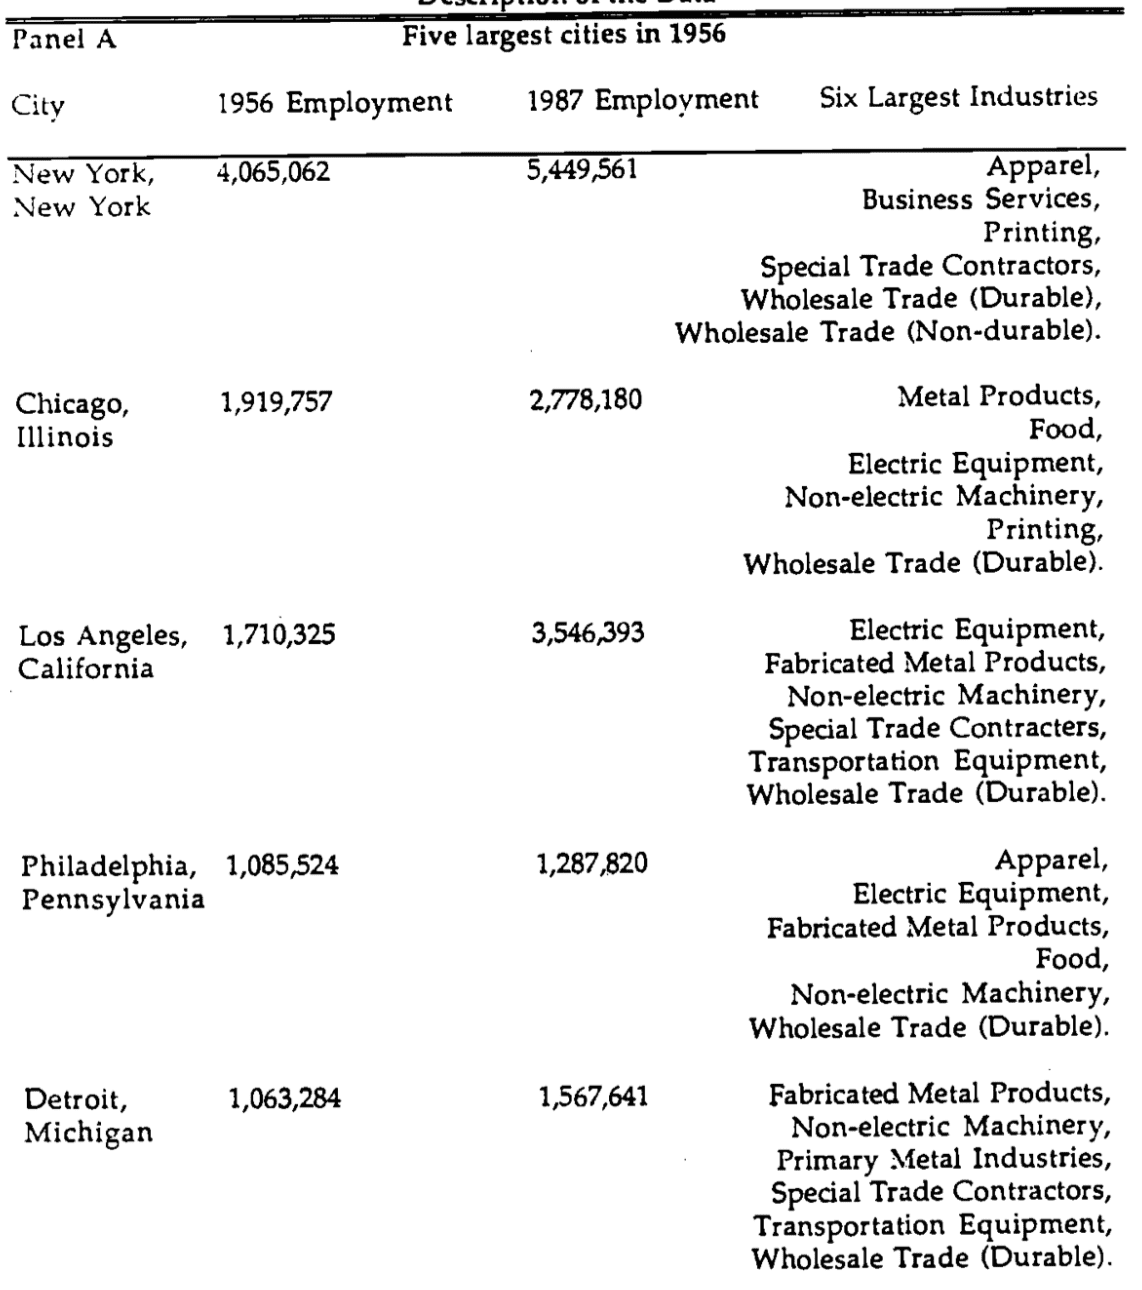 Description of the Data
Panel A Five largest cities in 1956
City 1956 Employment 1987 Employment Six Largest Industries
New York, 4,065,062 5,449,561 Apparel,
New York Business Services,
Printing,
Special Trade Contractors,
Wholesale Trade (Durable),
Wholesale Trade (Non-durable).
Chicago, 1,919,757 2,778,180 Metal Products,
Illinois Food,
Electric Equipment,
Non-electric Machinery,
Printing,
Wholesale Trade (Durable).
Los Angeles, 1,710,325 3,546,393 Electric Equipment,
California Fabricated Metal Products,
Non-electric Machinery,
Special Trade Contracters,
Transportation Equipment,
Wholesale Trade (Durable).
Philadelphia, 1,085,524 1,287,820 Apparel,
Pennsylvania Electric Equipment,
Fabricated Metal Products,
Food,
Non-electric Machinery,
Wholesale Trade (Durable).
Detroit, 1,063,284 1,567,641 Fabricated Metal Products,
Michigan Non-electric Machinery,
Primary Metal Industries,
Special Trade Contractors,
Transportation Equipment,
Wholesale Trade (Durable).